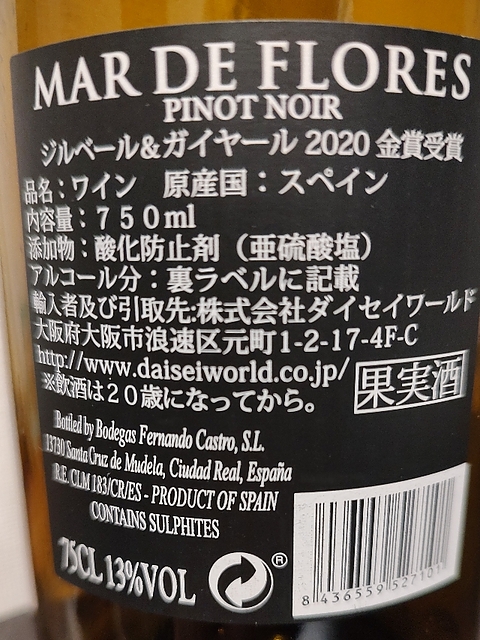 MAR DE FLORES
PINOT NOIR
ジルベール&ガイヤール 2020 金賞受賞
品名：ワイン　原産国：スペイン
内容量：７５０ml
添加物：酸化防止剤（亜硫酸塩）
アルコール分：裏ラベルに記載
輸入者及び引取先:株式会社ダイセイワールド
大阪府大阪市浪速区元町1-2-17-4F-C
http://www.daiseiworld.co.jp/
※飲酒は２０歳になってから。
果実酒
Bottled by Bodegas Fernando Castro, S.L.
13730 Santa Cruz de Mudela, Ciudad Real, España
R.E. CLM 183/CR/ES - PRODUCT OF SPAIN
CONTAINS SULPHITES
75CL 13%VOL
®
8 436559 527101